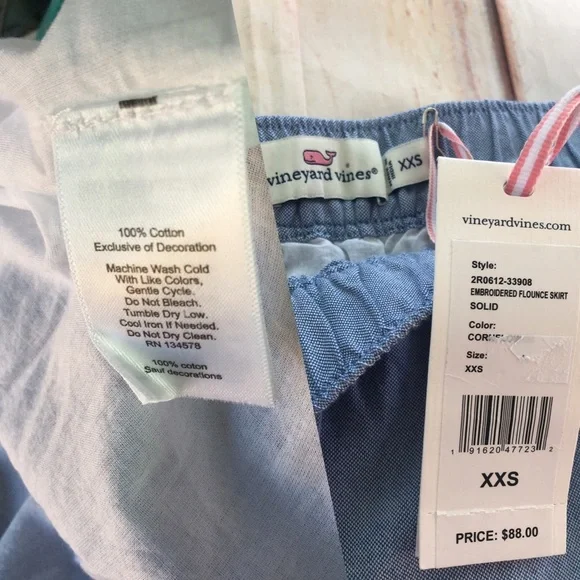 100% Cotton
Exclusive of Decoration
Machine Wash Cold
With Like Colors,
Gentle Cycle.
Do Not Bleach.
Tumble Dry Low.
Cool Iron If Needed.
Do Not Dry Clean.
RN 134578
100% coton
Sauf decorations
vineyard vines®
XXS
vineyardvines.com
Style:
2R0612-33908
EMBROIDERED FLOUNCE SKIRT
SOLID
Color:
Size:
XXS
1 91620 47723 2
XXS
PRICE: $88.00